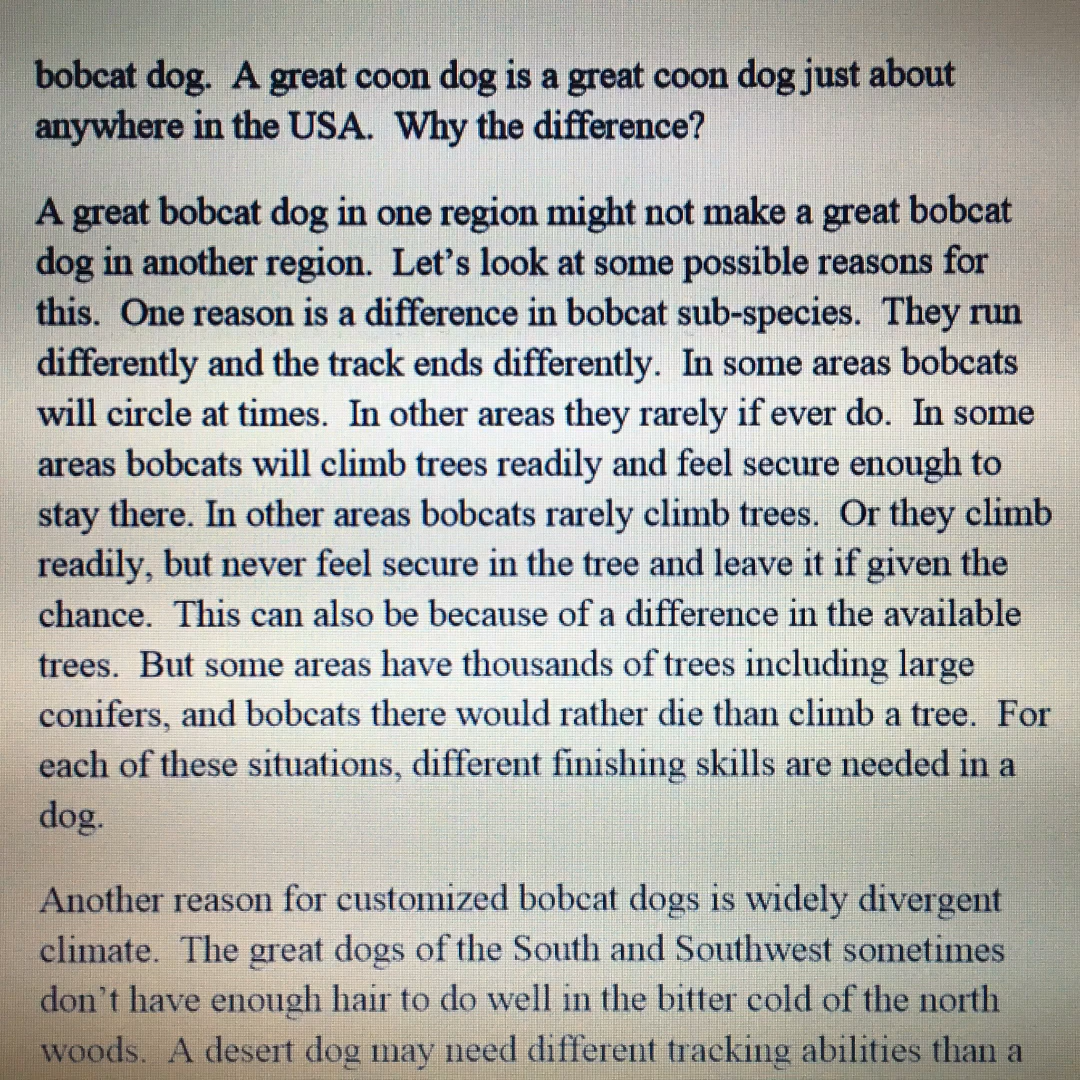 bobcat dog.  A great coon dog is a great coon dog just about
anywhere in the USA.  Why the difference?
A great bobcat dog in one region might not make a great bobcat
dog in another region.  Let’s look at some possible reasons for
this.  One reason is a difference in bobcat sub-species.  They run
differently and the track ends differently.  In some areas bobcats
will circle at times.  In other areas they rarely if ever do.  In some
areas bobcats will climb trees readily and feel secure enough to
stay there. In other areas bobcats rarely climb trees.  Or they climb
readily, but never feel secure in the tree and leave it if given the
chance.  This can also be because of a difference in the available
trees.  But some areas have thousands of trees including large
conifers, and bobcats there would rather die than climb a tree.  For
each of these situations, different finishing skills are needed in a
dog.
Another reason for customized bobcat dogs is widely divergent
climate.  The great dogs of the South and Southwest sometimes
don’t have enough hair to do well in the bitter cold of the north
woods.  A desert dog may need different tracking abilities than a